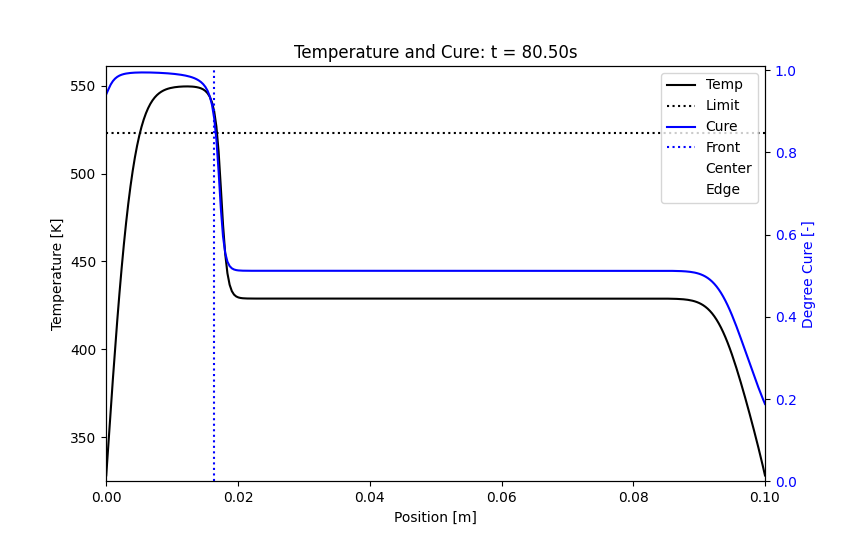 Temperature and Cure: t = 80.50s
Temperature [K]
550
500
450
400
350
Temp
Limit
Cure
Front
Center
Edge
1.0
0.8
0.6
0.4
0.2
0.0
Degree Cure [-]
0.00 0.02 0.04 0.06 0.08 0.10
Position [m]